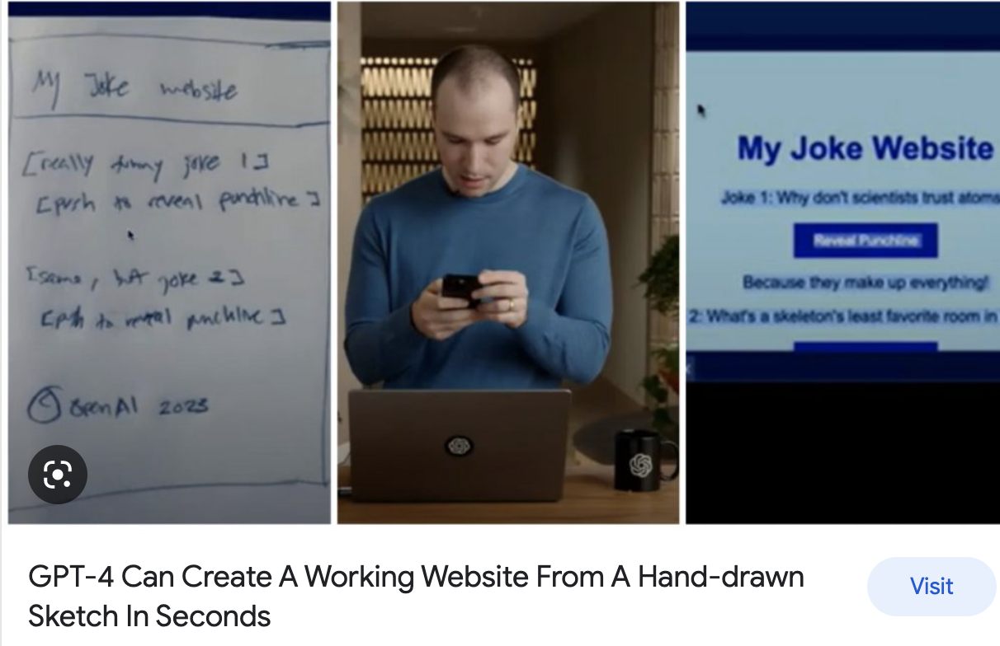 My Joke website
[really funny joke 1]
[push to reveal punchline]
[same, but joke 2]
[push to reveal punchline]
© OpenAI 2023
My Joke Website
Joke 1: Why don't scientists trust atoms
Reveal Punchline
Because they make up everything!
2: What's a skeleton's least favorite room in
GPT-4 Can Create A Working Website From A Hand-drawn
Sketch In Seconds
Visit